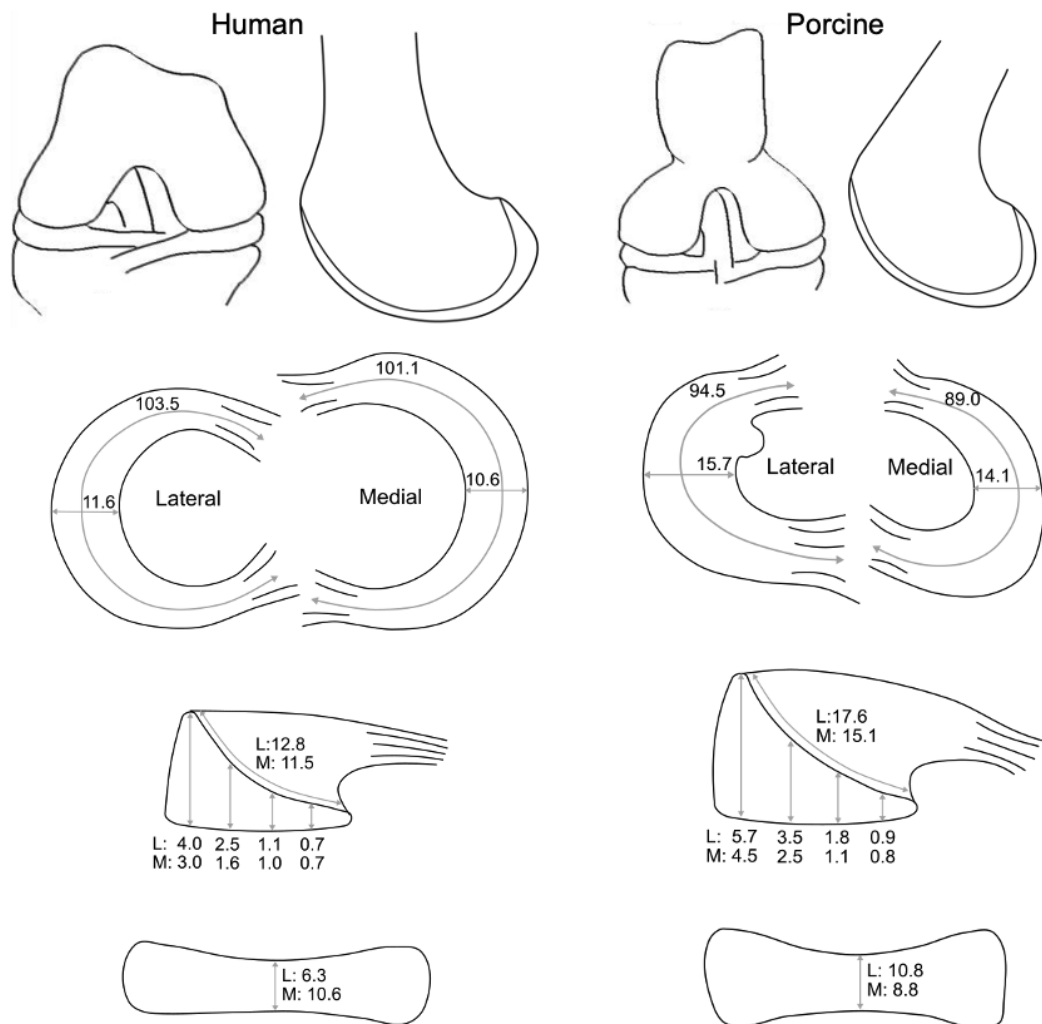 Human
Porcine
103.5
101.1
11.6
Lateral
Medial
10.6
94.5
89.0
15.7
Lateral
Medial
14.1
L:12.8
M: 11.5
L: 4.0 2.5 1.1 0.7
M: 3.0 1.6 1.0 0.7
L:17.6
M: 15.1
L: 5.7 3.5 1.8 0.9
M: 4.5 2.5 1.1 0.8
L: 6.3
M: 10.6
L: 10.8
M: 8.8